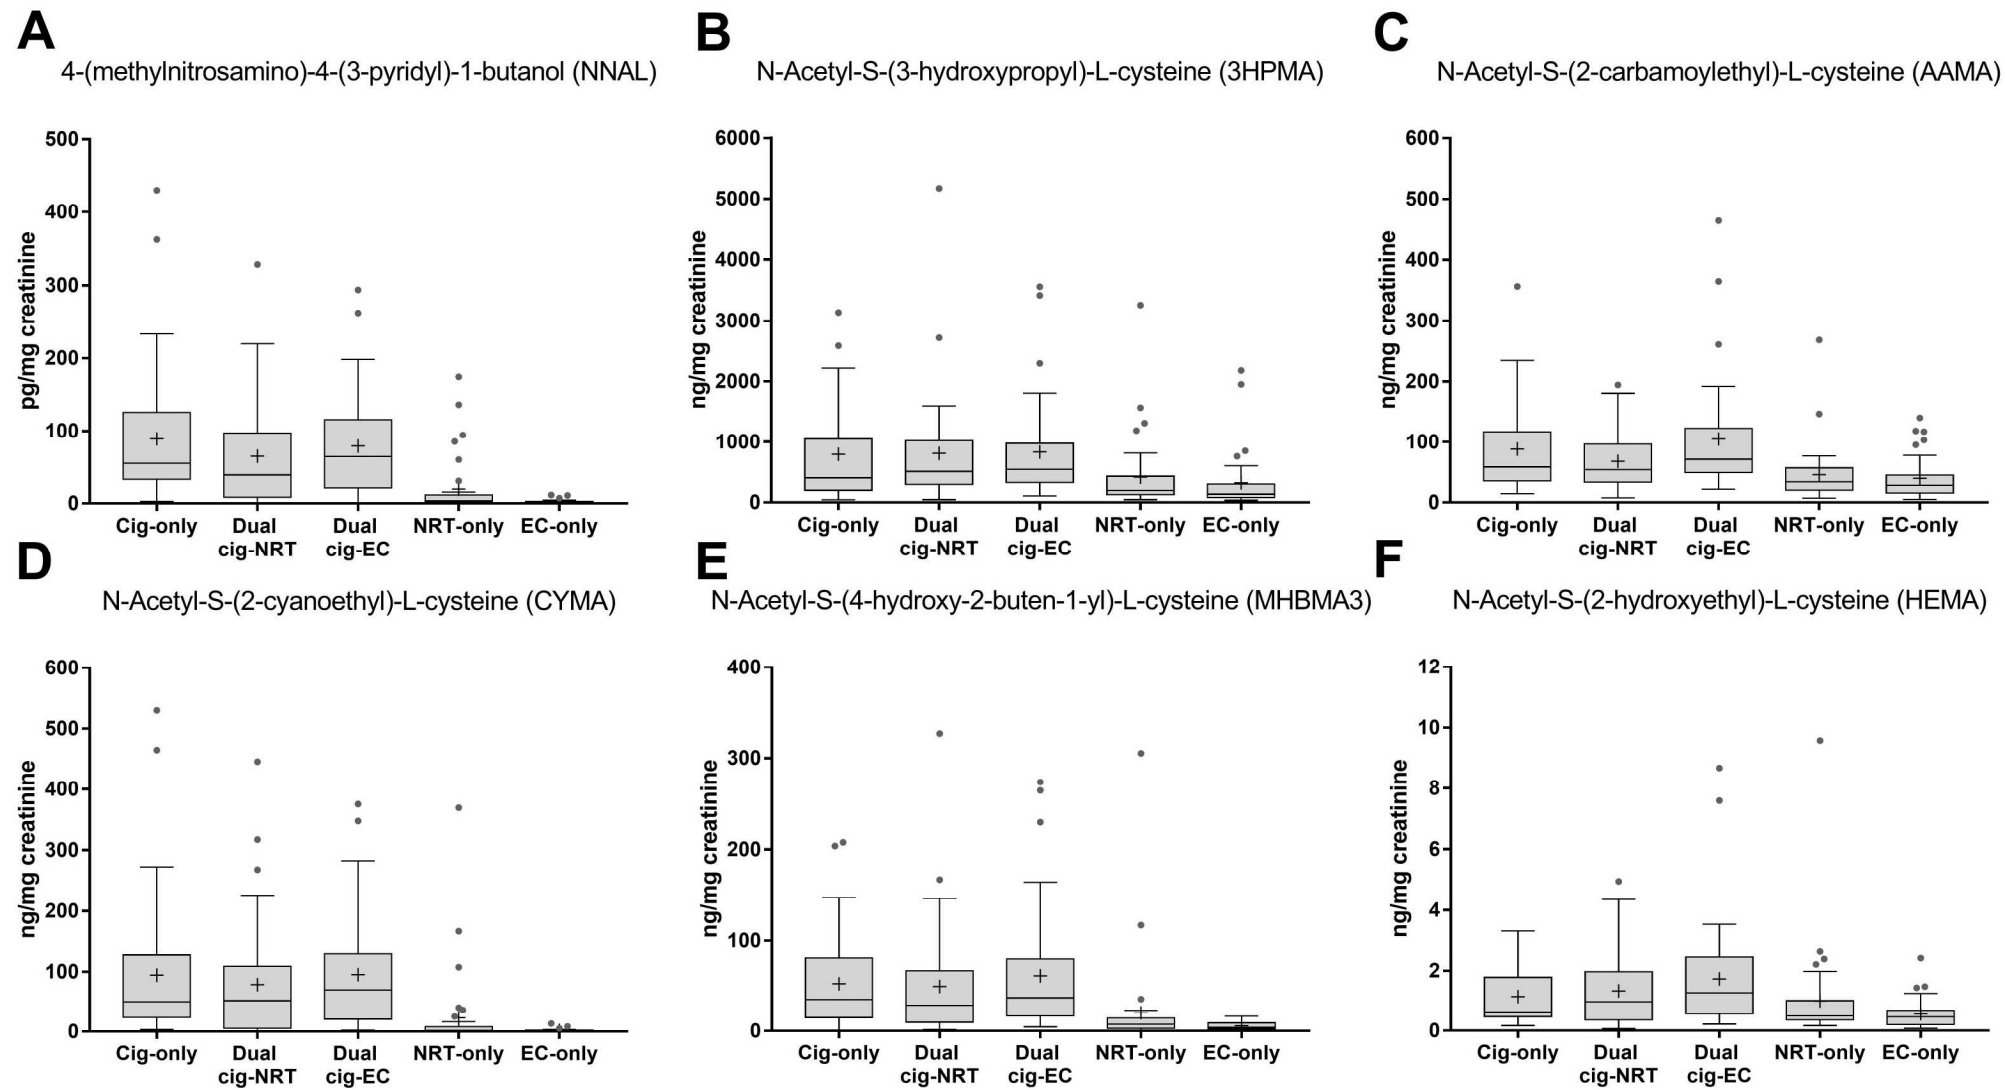 A
4-(methylnitrosamino)-4-(3-pyridyl)-1-butanol (NNAL)
pg/mg creatinine
500
400
300
200
100
0
Cig-only
Dual
cig-NRT
Dual
cig-EC
NRT-only
EC-only
B
N-Acetyl-S-(3-hydroxypropyl)-L-cysteine (3HPMA)
ng/mg creatinine
6000
5000
4000
3000
2000
1000
0
Cig-only
Dual
cig-NRT
Dual
cig-EC
NRT-only
EC-only
C
N-Acetyl-S-(2-carbamoylethyl)-L-cysteine (AAMA)
ng/mg creatinine
600
500
400
300
200
100
0
Cig-only
Dual
cig-NRT
Dual
cig-EC
NRT-only
EC-only
D
N-Acetyl-S-(2-cyanoethyl)-L-cysteine (CYMA)
ng/mg creatinine
600
500
400
300
200
100
0
Cig-only
Dual
cig-NRT
Dual
cig-EC
NRT-only
EC-only
E
N-Acetyl-S-(4-hydroxy-2-buten-1-yl)-L-cysteine (MHBMA3)
ng/mg creatinine
400
300
200
100
0
Cig-only
Dual
cig-NRT
Dual
cig-EC
NRT-only
EC-only
F
N-Acetyl-S-(2-hydroxyethyl)-L-cysteine (HEMA)
ng/mg creatinine
12
10
8
6
4
2
0
Cig-only
Dual
cig-NRT
Dual
cig-EC
NRT-only
EC-only